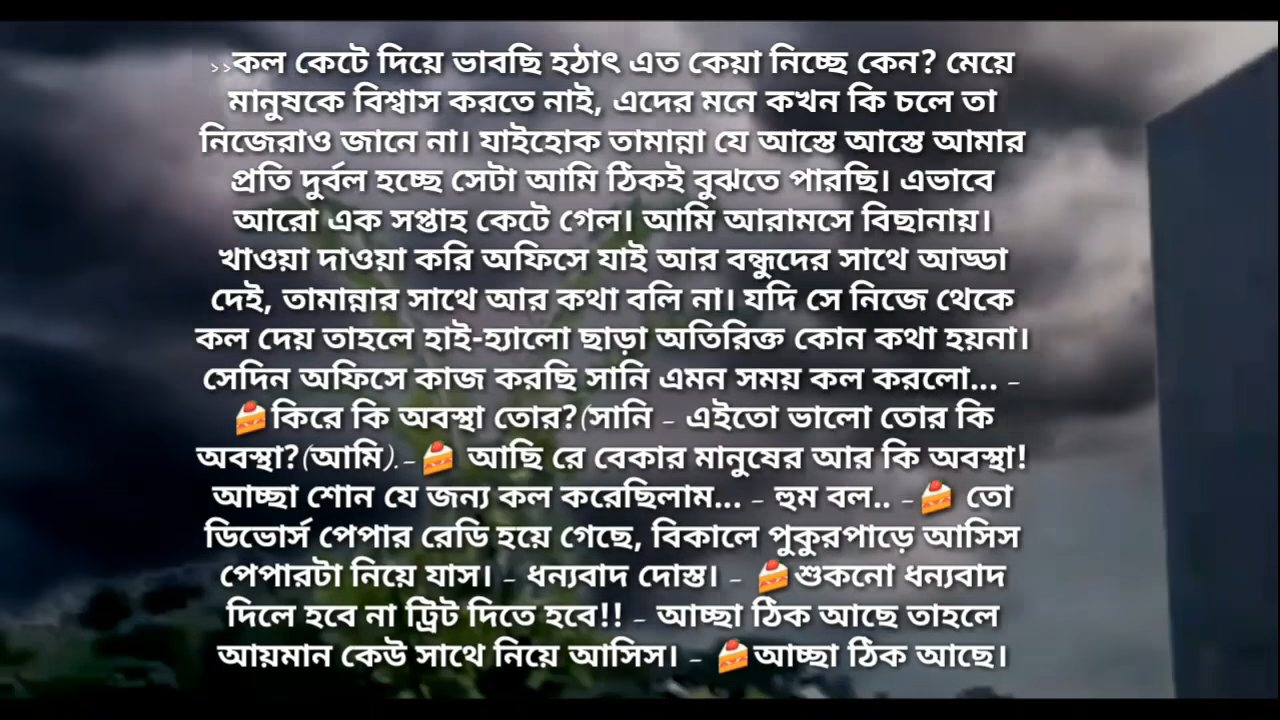 >>কল কেটে দিয়ে ভাবছি হঠাৎ এত কেয়া নিচ্ছে কেন? মেয়ে
মানুষকে বিশ্বাস করতে নাই, এদের মনে কখন কি চলে তা
নিজেরাও জানে না। যাইহোক তামান্না যে আস্তে আস্তে আমার
প্রতি দুর্বল হচ্ছে সেটা আমি ঠিকই বুঝতে পারছি। এভাবে
আরো এক সপ্তাহ কেটে গেল। আমি আরামসে বিছানায়।
খাওয়া দাওয়া করি অফিসে যাই আর বন্ধুদের সাথে আড্ডা
দেই, তামান্নার সাথে আর কথা বলি না। যদি সে নিজে থেকে
কল দেয় তাহলে হাই-হ্যালো ছাড়া অতিরিক্ত কোন কথা হয়না।
সেদিন অফিসে কাজ করছি সানি এমন সময় কল করলো... -
🍰কিরে কি অবস্থা তোর?(সানি - এইতো ভালো তোর কি
অবস্থা?(আমি).-🍰 আছি রে বেকার মানুষের আর কি অবস্থা!
আচ্ছা শোন যে জন্য কল করেছিলাম... - হুম বল.. -🍰 তো
ডিভোর্স পেপার রেডি হয়ে গেছে, বিকালে পুকুরপাড়ে আসিস
পেপারটা নিয়ে যাস। - ধন্যবাদ দোস্ত। - 🍰শুকনো ধন্যবাদ
দিলে হবে না ট্রিট দিতে হবে!! - আচ্ছা ঠিক আছে তাহলে
আয়মান কেউ সাথে নিয়ে আসিস। - 🍰আচ্ছা ঠিক আছে।